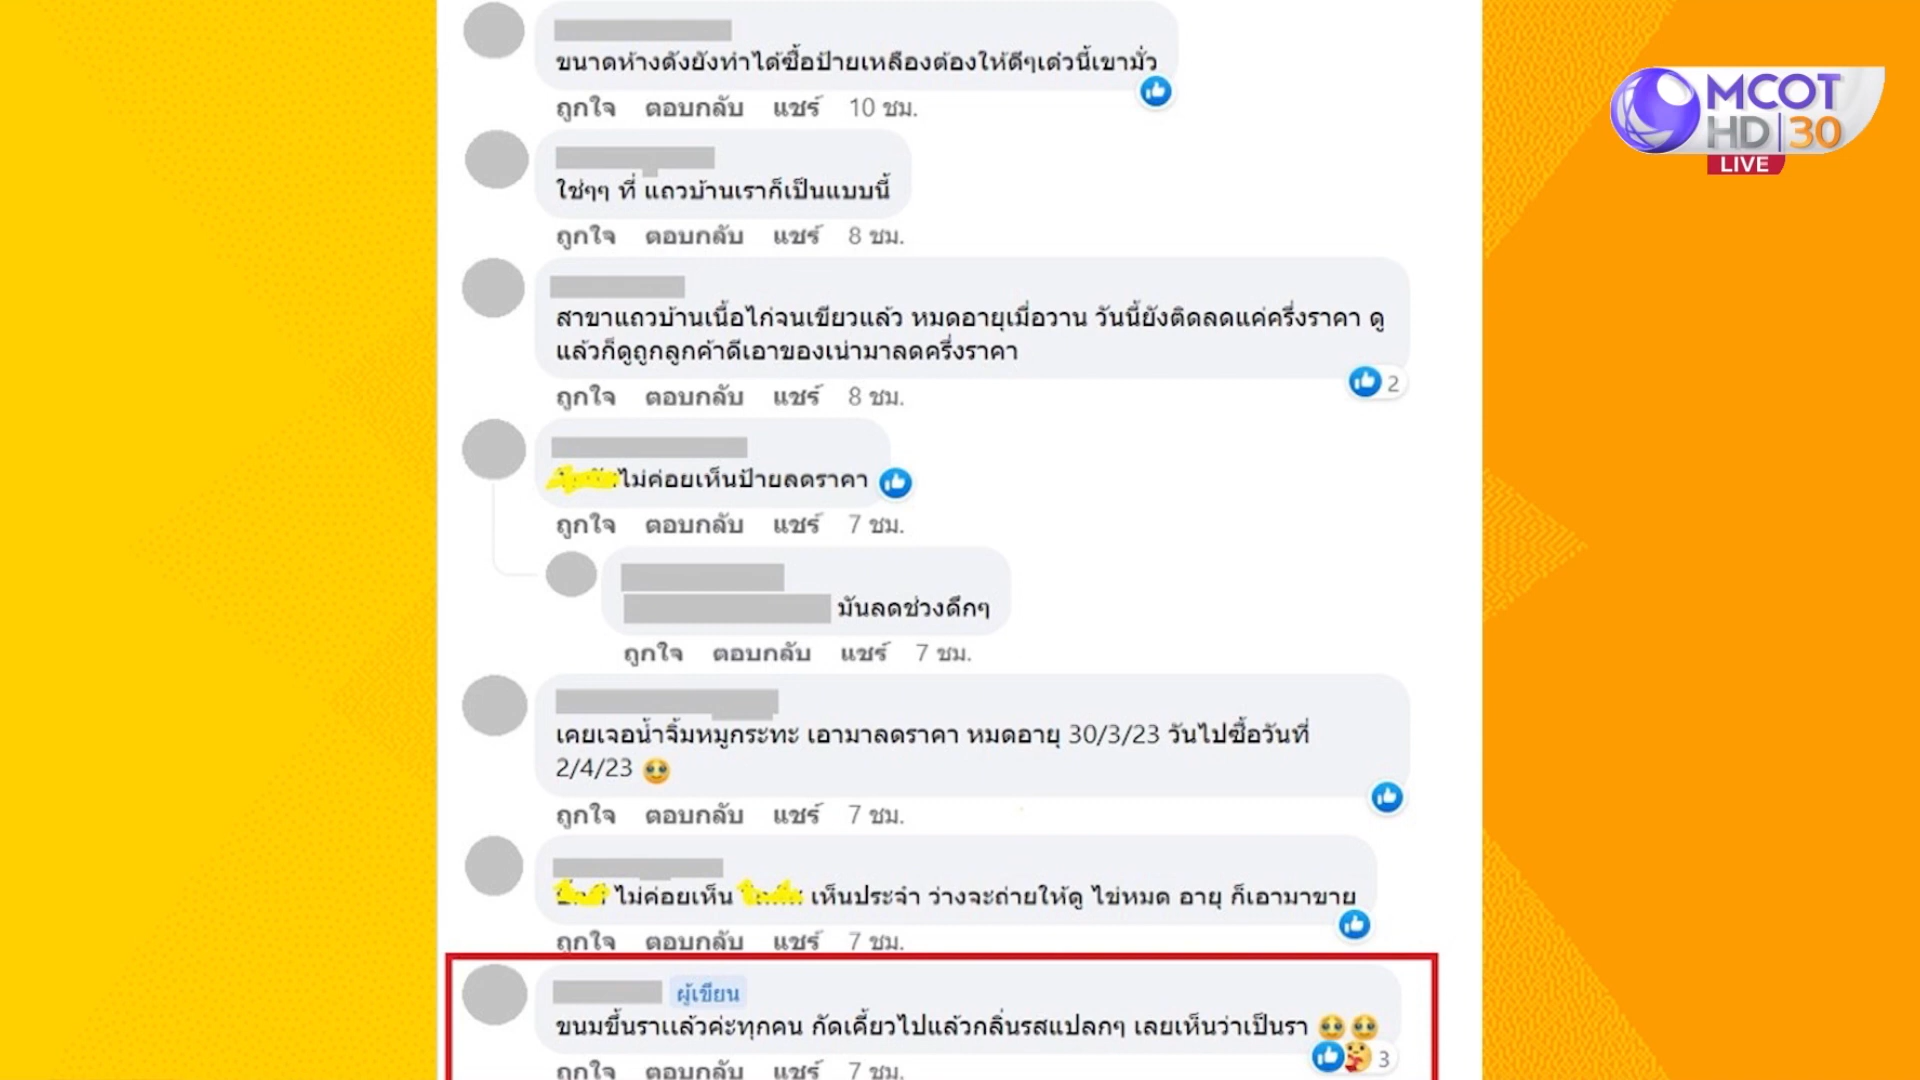 ขนาดห้างดังยังทำได้ซื้อป้ายเหลืองต้องให้ดีๆเด๋วนี้เขามั่ว
ถูกใจ ตอบกลับ แชร์ 10 ชม.
ใช่ๆๆ ที่ แถวบ้านเราก็เป็นแบบนี้
ถูกใจ ตอบกลับ แชร์ 8 ชม.
สาขาแถวบ้านเนื้อไก่จนเขียวแล้ว หมดอายุเมื่อวาน วันนี้ยังติดลดแค่ครึ่งราคา ดู
แล้วก็ดูถูกลูกค้าดีเอาของเน่ามาลดครึ่งราคา
2
ถูกใจ ตอบกลับ แชร์ 8 ชม.
ไม่ค่อยเห็นป้ายลดราคา
ถูกใจ ตอบกลับ แชร์ 7 ชม.
มันลดช่วงดึกๆ
ถูกใจ ตอบกลับ แชร์ 7 ชม.
เคยเจอน้ำจิ้มหมูกระทะ เอามาลดราคา หมดอายุ 30/3/23 วันไปซื้อวันที่
2/4/23 🥹
ถูกใจ ตอบกลับ แชร์ 7 ชม.
ไม่ค่อยเห็น เห็นประจำ ว่างจะถ่ายให้ดู ไข่หมด อายุ ก็เอามาขาย
ถูกใจ ตอบกลับ แชร์ 7 ชม.
ผู้เขียน
ขนมขึ้นราแล้วค่ะทุกคน กัดเคี้ยวไปแล้วกลิ่นรสแปลกๆ เลยเห็นว่าเป็นรา 🥹🥹
3
ถูกใจ ตอบกลับ แชร์ 7 ชม.
MCOT
HD 30
LIVE